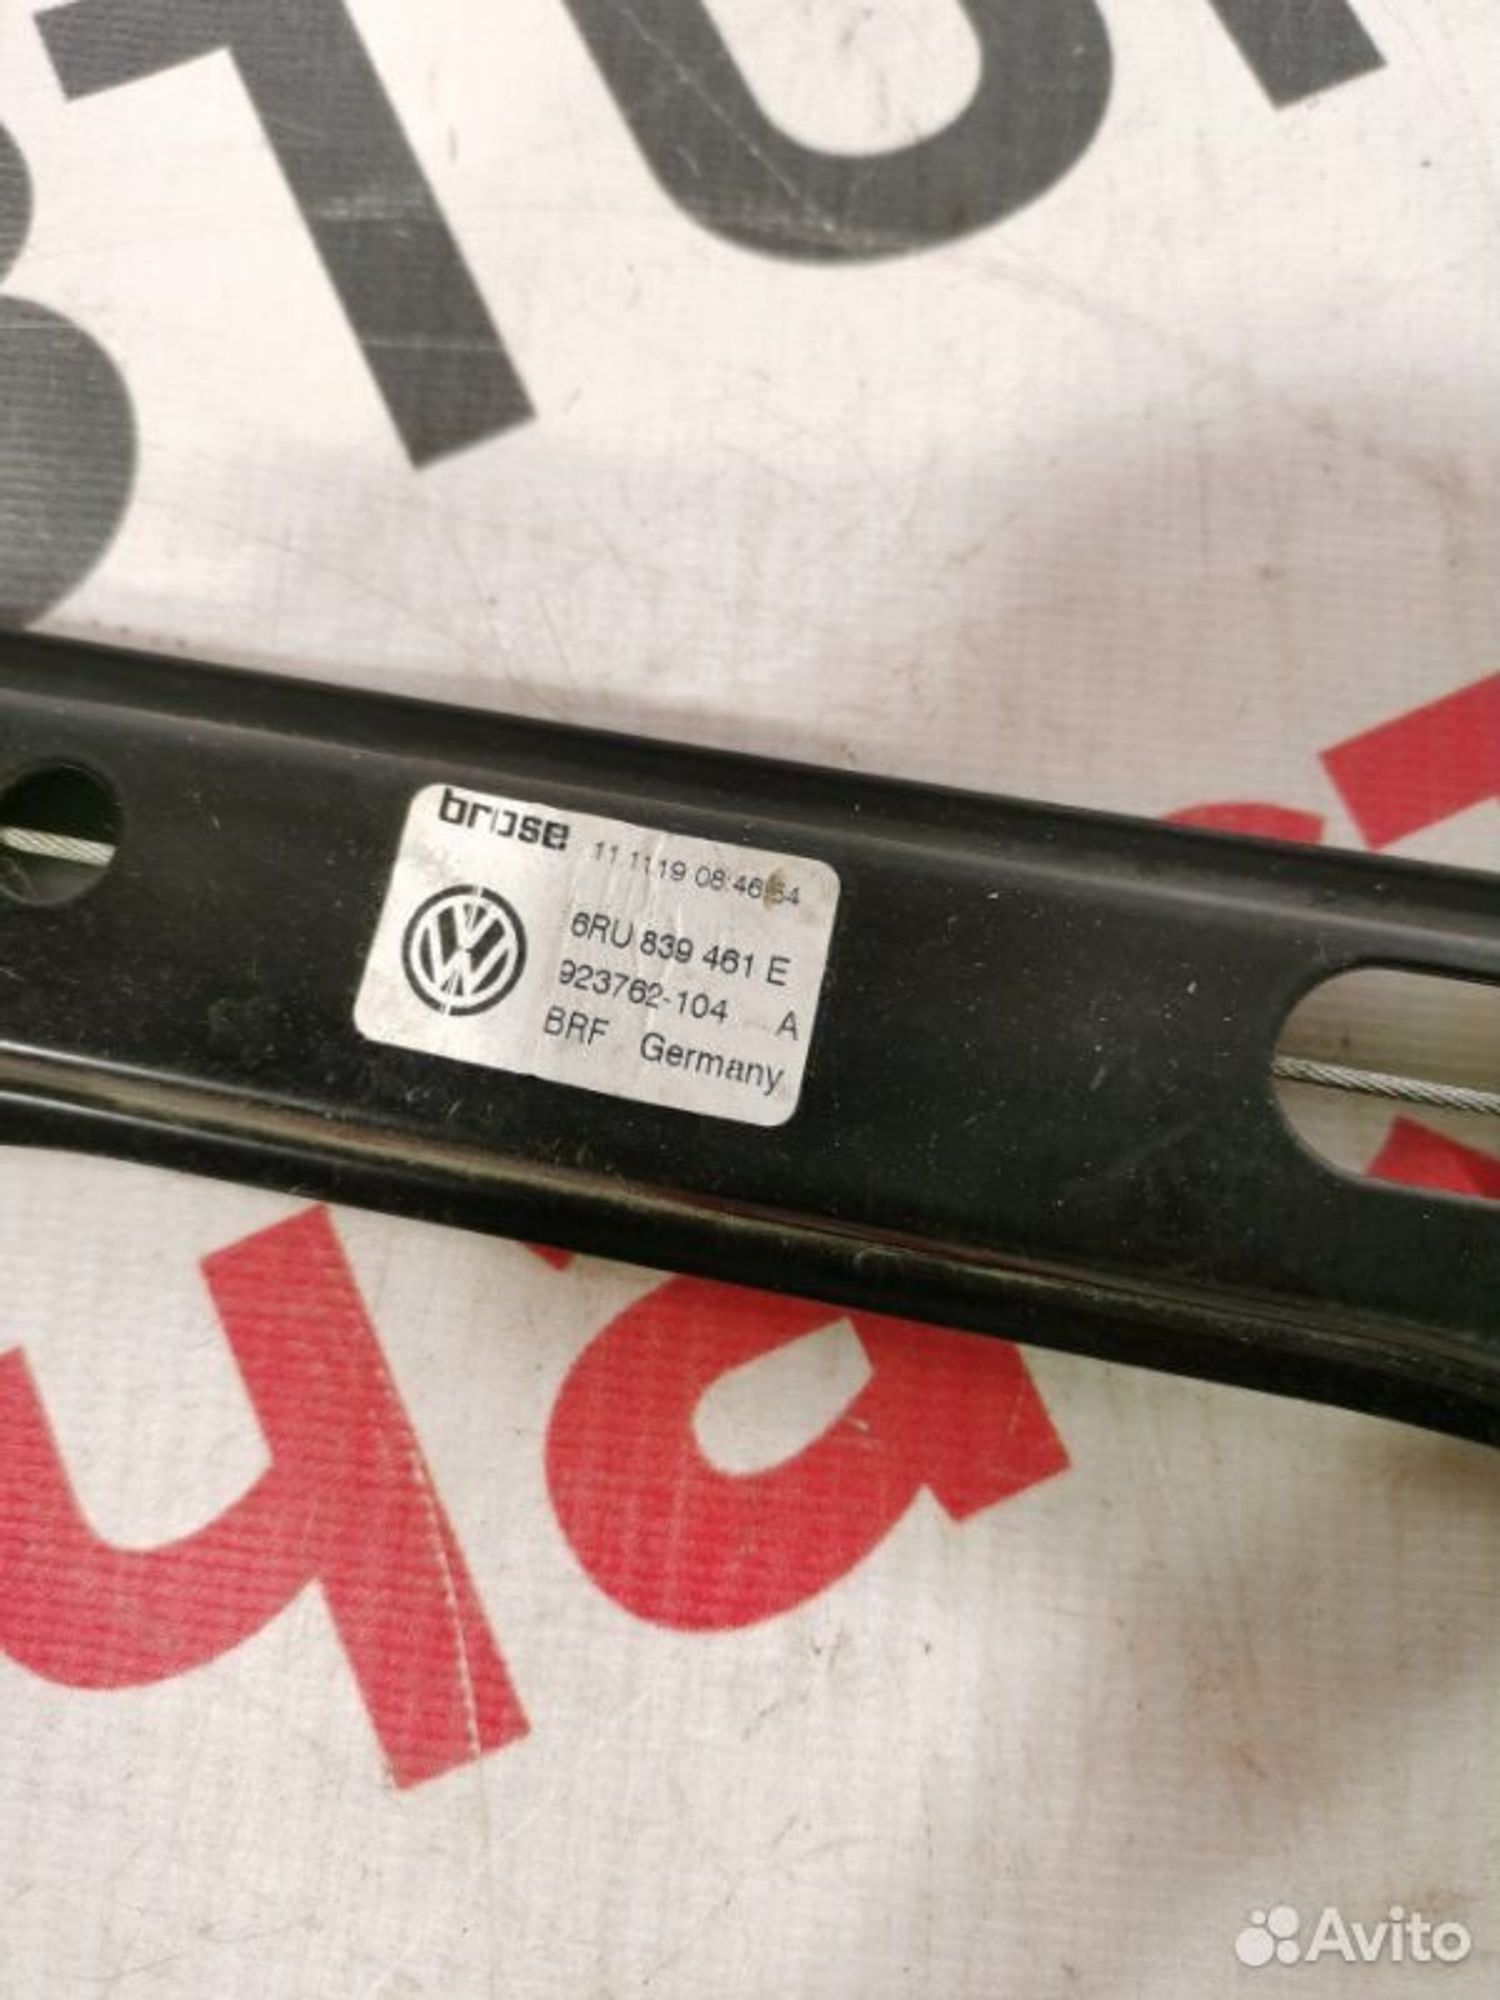 brose 11 11 19 08:46:54
6RU 839 461 E
923762-104 A
BRF Germany
Avito